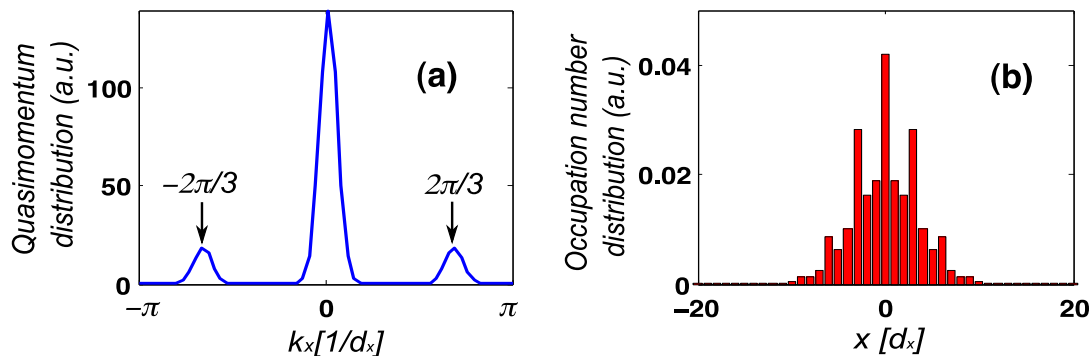 Quasimomentum
distribution (a.u.)
100
50
0
(a)
−2π/3
2π/3
−π
0
π
kx[1/dx]
Occupation number
distribution (a.u.)
0.04
0.02
0
(b)
−20
0
20
x [dx]